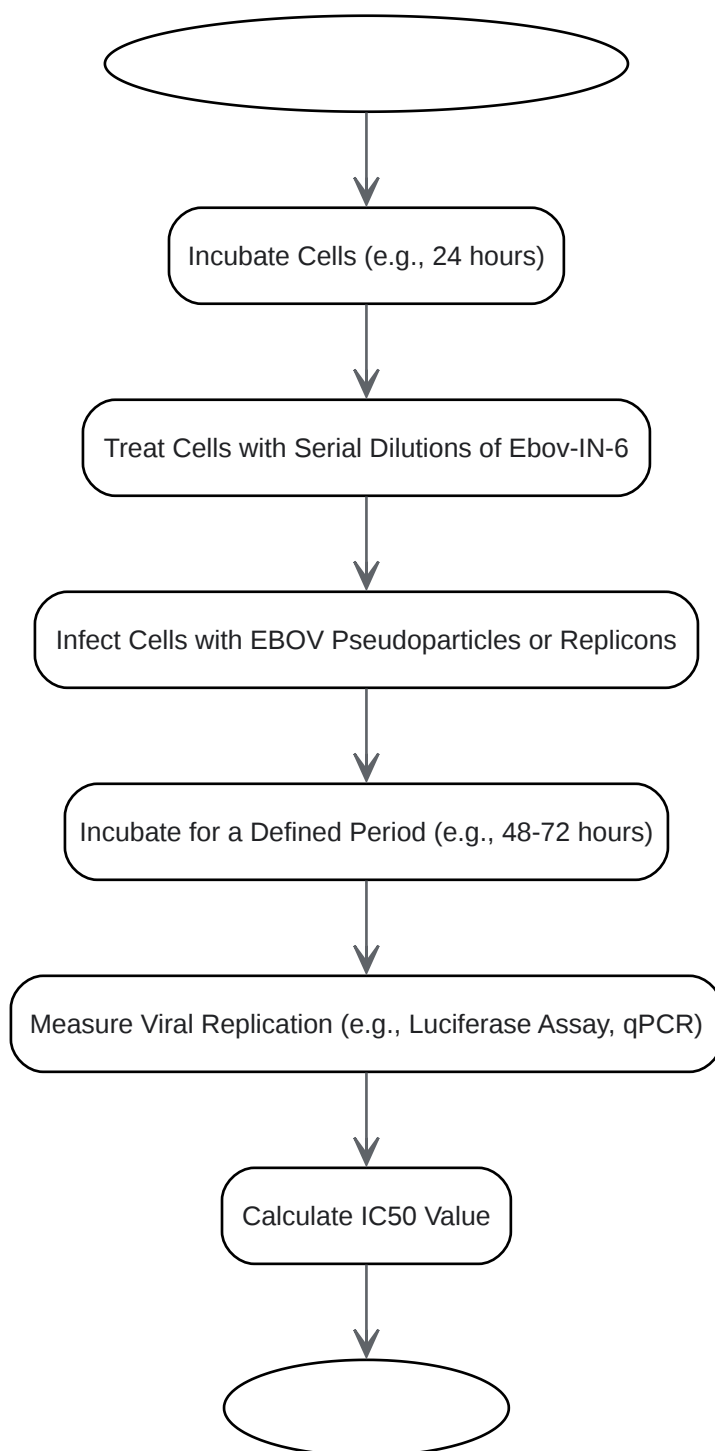 Incubate Cells (e.g., 24 hours)
Treat Cells with Serial Dilutions of Ebov-IN-6
Infect Cells with EBOV Pseudoparticles or Replicons
Incubate for a Defined Period (e.g., 48-72 hours)
Measure Viral Replication (e.g., Luciferase Assay, qPCR)
Calculate IC50 Value